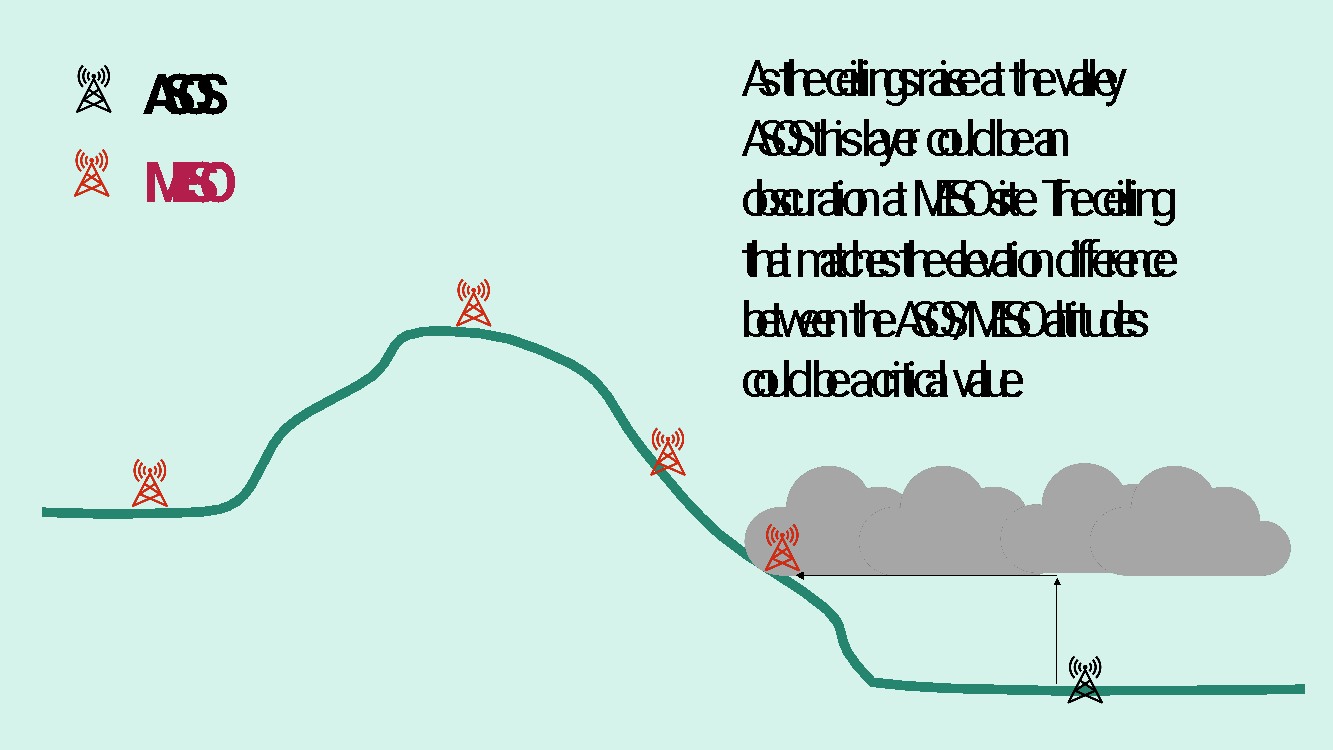 ASOS
MESO
As the ceilings raise at the valley
ASOS this layer could be an
obscuration at MESO site. The ceiling
that matches the elevation difference
between the ASOS/MESO altitudes
could be a critical value